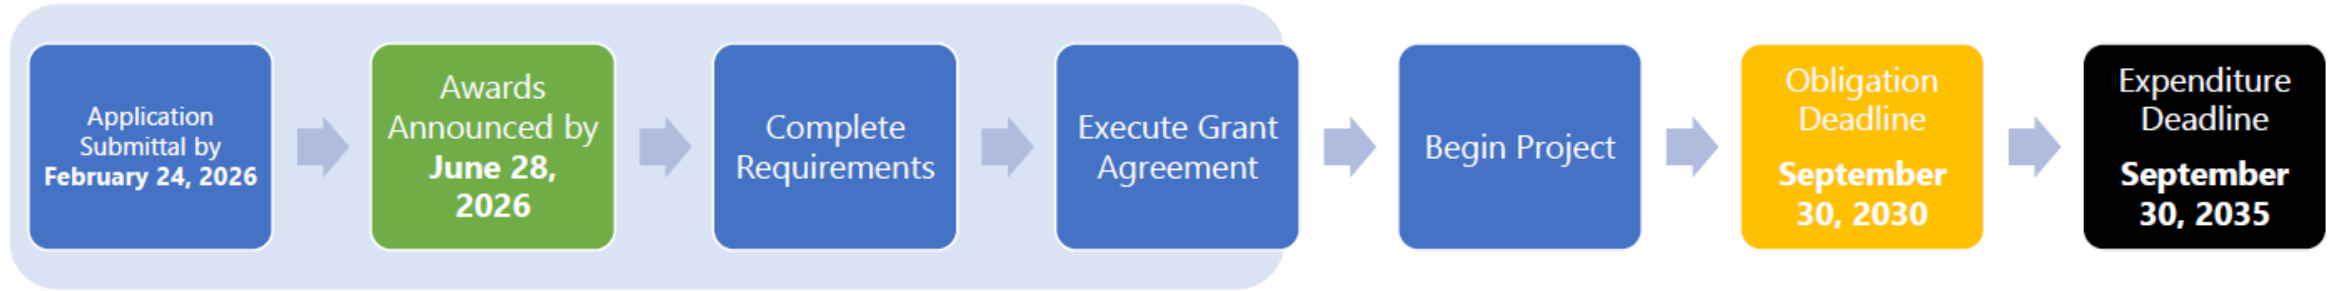 Application
Submittal by
February 24, 2026
Awards
Announced by
June 28,
2026
Complete
Requirements
Execute Grant
Agreement
Begin Project
Obligation
Deadline
September
30, 2030
Expenditure
Deadline
September
30, 2035